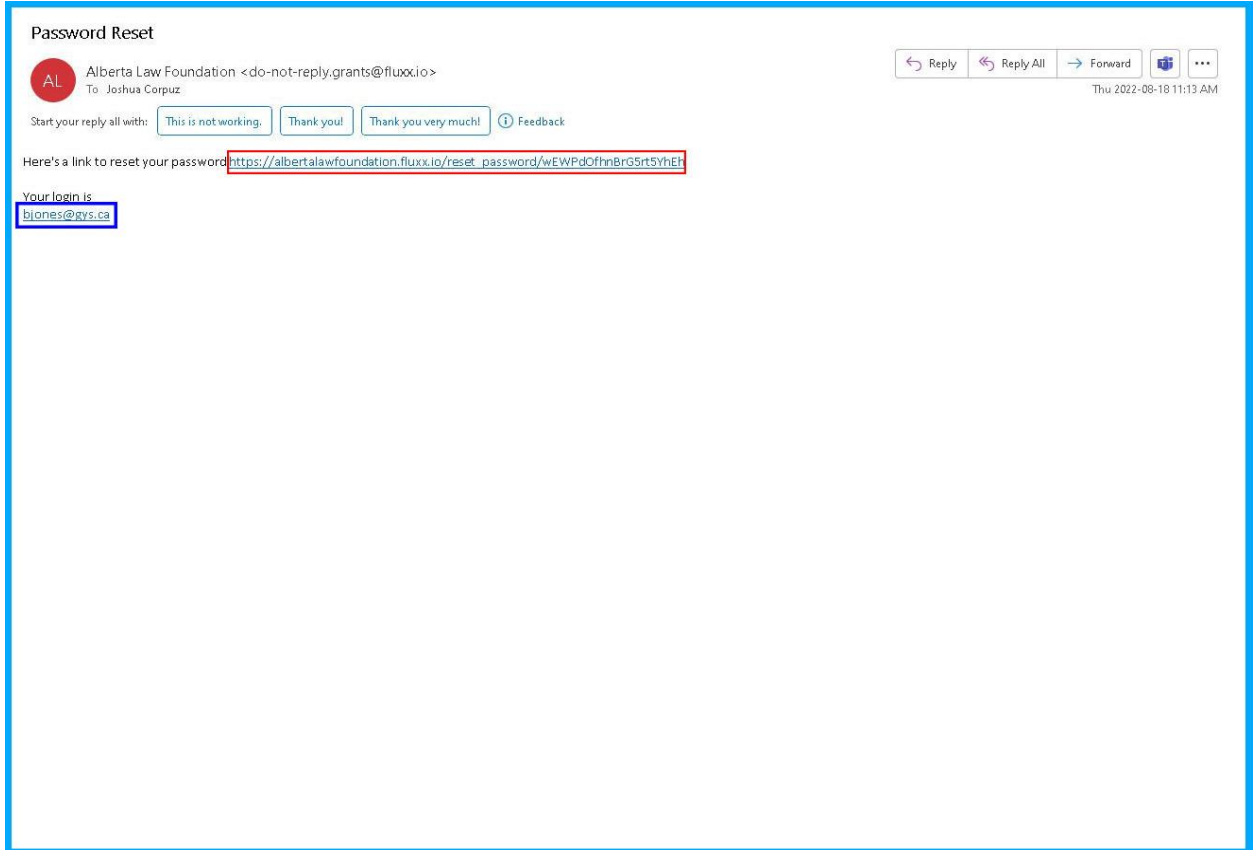 Password Reset
AL
Alberta Law Foundation <do-not-reply.grants@fluxx.io>
To Joshua Corpuz
Reply
Reply All
Forward
Thu 2022-08-18 11:13 AM
Start your reply all with: This is not working. Thank you! Thank you very much! Feedback
Here's a link to reset your password https://albertalawfoundation.fluxx.io/reset_password/wEWPdOfhnBrG5rt5YhEh
Your login is
bjones@gys.ca